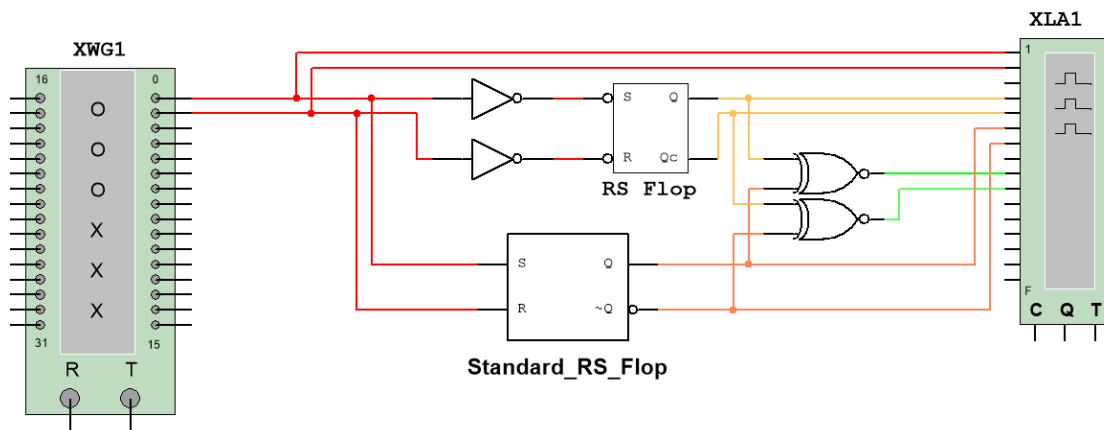 XWG1
16 0
O
O
O
X
X
X
31 15
R T
S Q
R Qc
RS Flop
S Q
R ~Q
Standard_RS_Flop
XLA1
1
F
C Q T